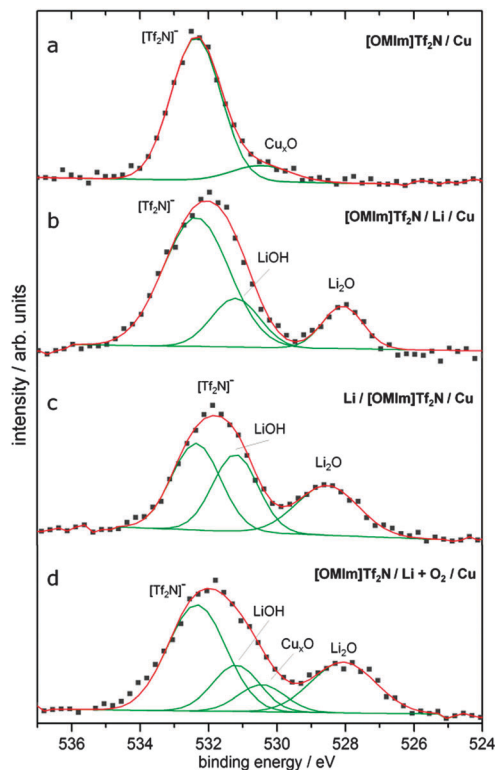 a
[Tf₂N]⁻
[OMIm]Tf₂N / Cu
CuₓO
b
[Tf₂N]⁻
[OMIm]Tf₂N / Li / Cu
LiOH
Li₂O
c
[Tf₂N]⁻
Li / [OMIm]Tf₂N / Cu
LiOH
Li₂O
d
[OMIm]Tf₂N / Li + O₂ / Cu
[Tf₂N]⁻
LiOH
CuₓO
Li₂O
intensity / arb. units
536 534 532 530 528 526 524
binding energy / eV